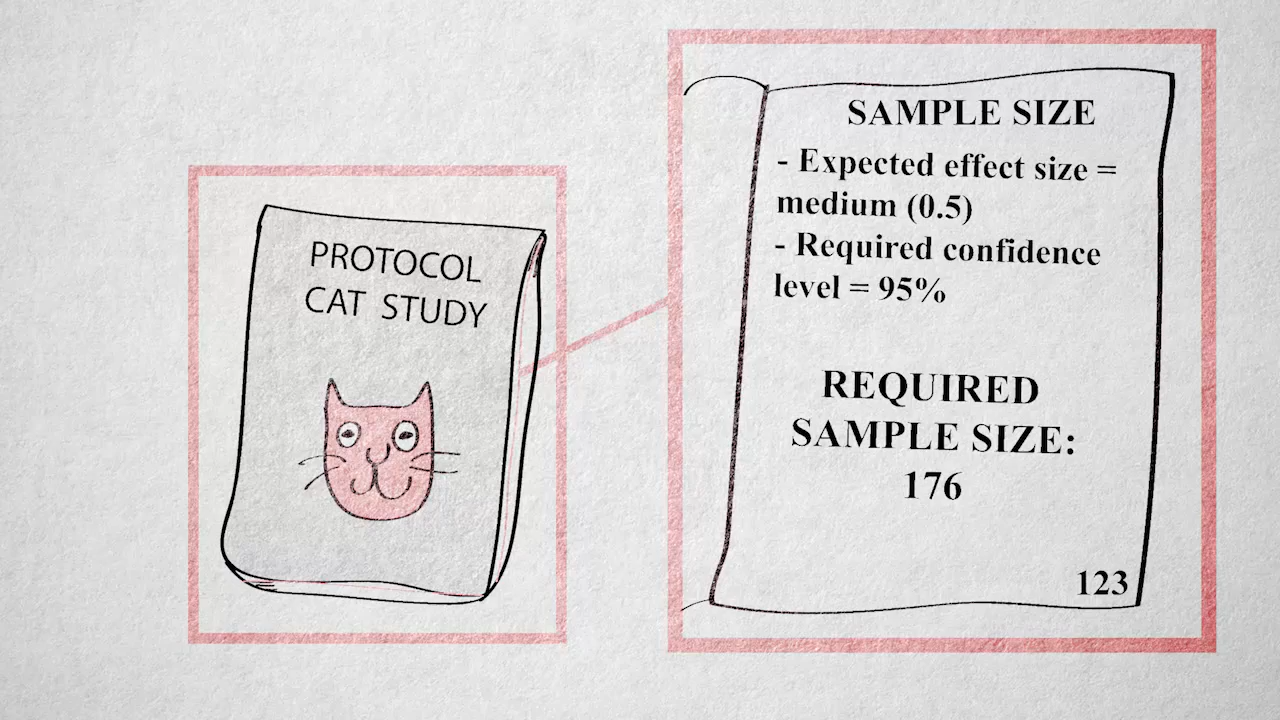 PROTOCOL
CAT STUDY
SAMPLE SIZE
- Expected effect size =
medium (0.5)
- Required confidence
level = 95%
REQUIRED
SAMPLE SIZE:
176
123